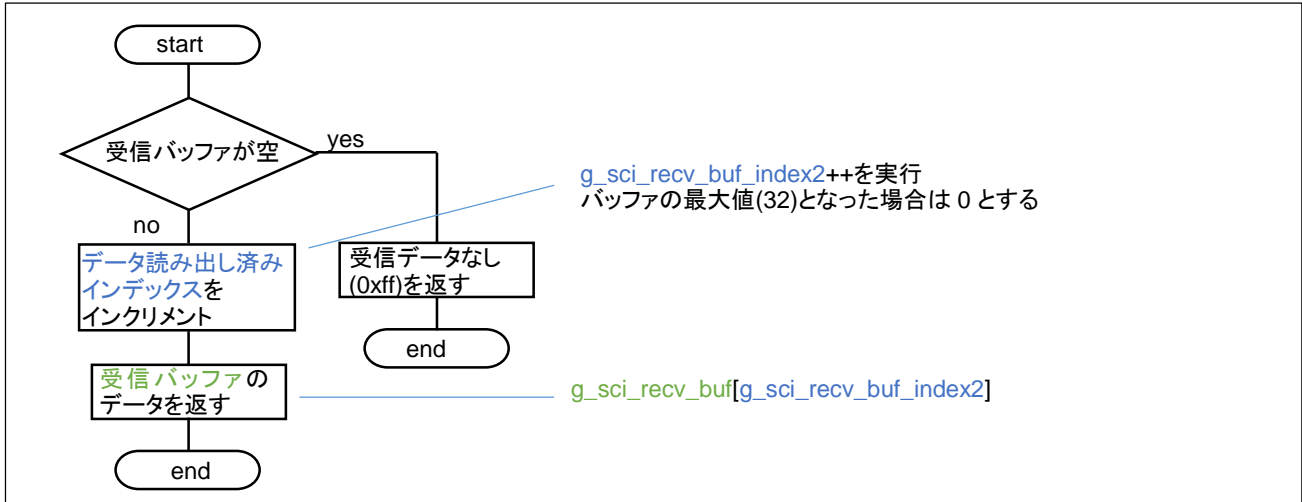 start
受信バッファが空
yes
no
g_sci_recv_buf_index2++を実行
バッファの最大値(32)となった場合は 0 とする
データ読み出し済み
インデックスを
インクリメント
受信データなし
(0xff)を返す
end
受信バッファの
データを返す
g_sci_recv_buf[g_sci_recv_buf_index2]
end